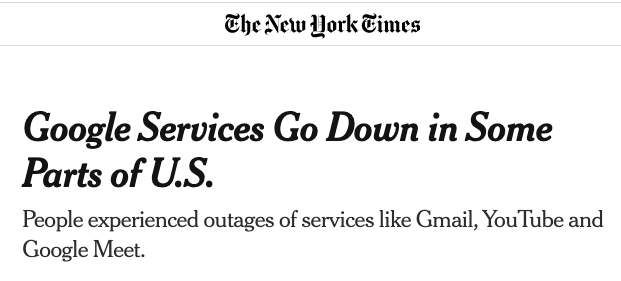 The New York Times
Google Services Go Down in Some
Parts of U.S.
People experienced outages of services like Gmail, YouTube and
Google Meet.